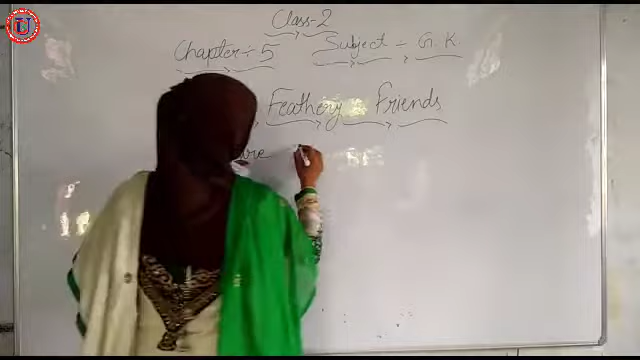 Class-2
Chapter ÷ 5 Subject ÷ G.K.
Feathery Friends